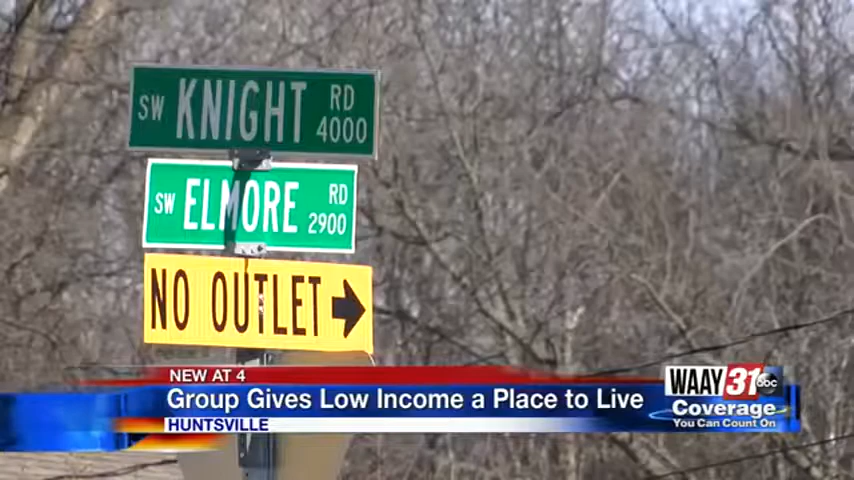 SW KNIGHT RD 4000
SW ELMORE RD 2900
NO OUTLET
NEW AT 4
Group Gives Low Income a Place to Live
HUNTSVILLE
WAAY 31 abc
Coverage
You Can Count On